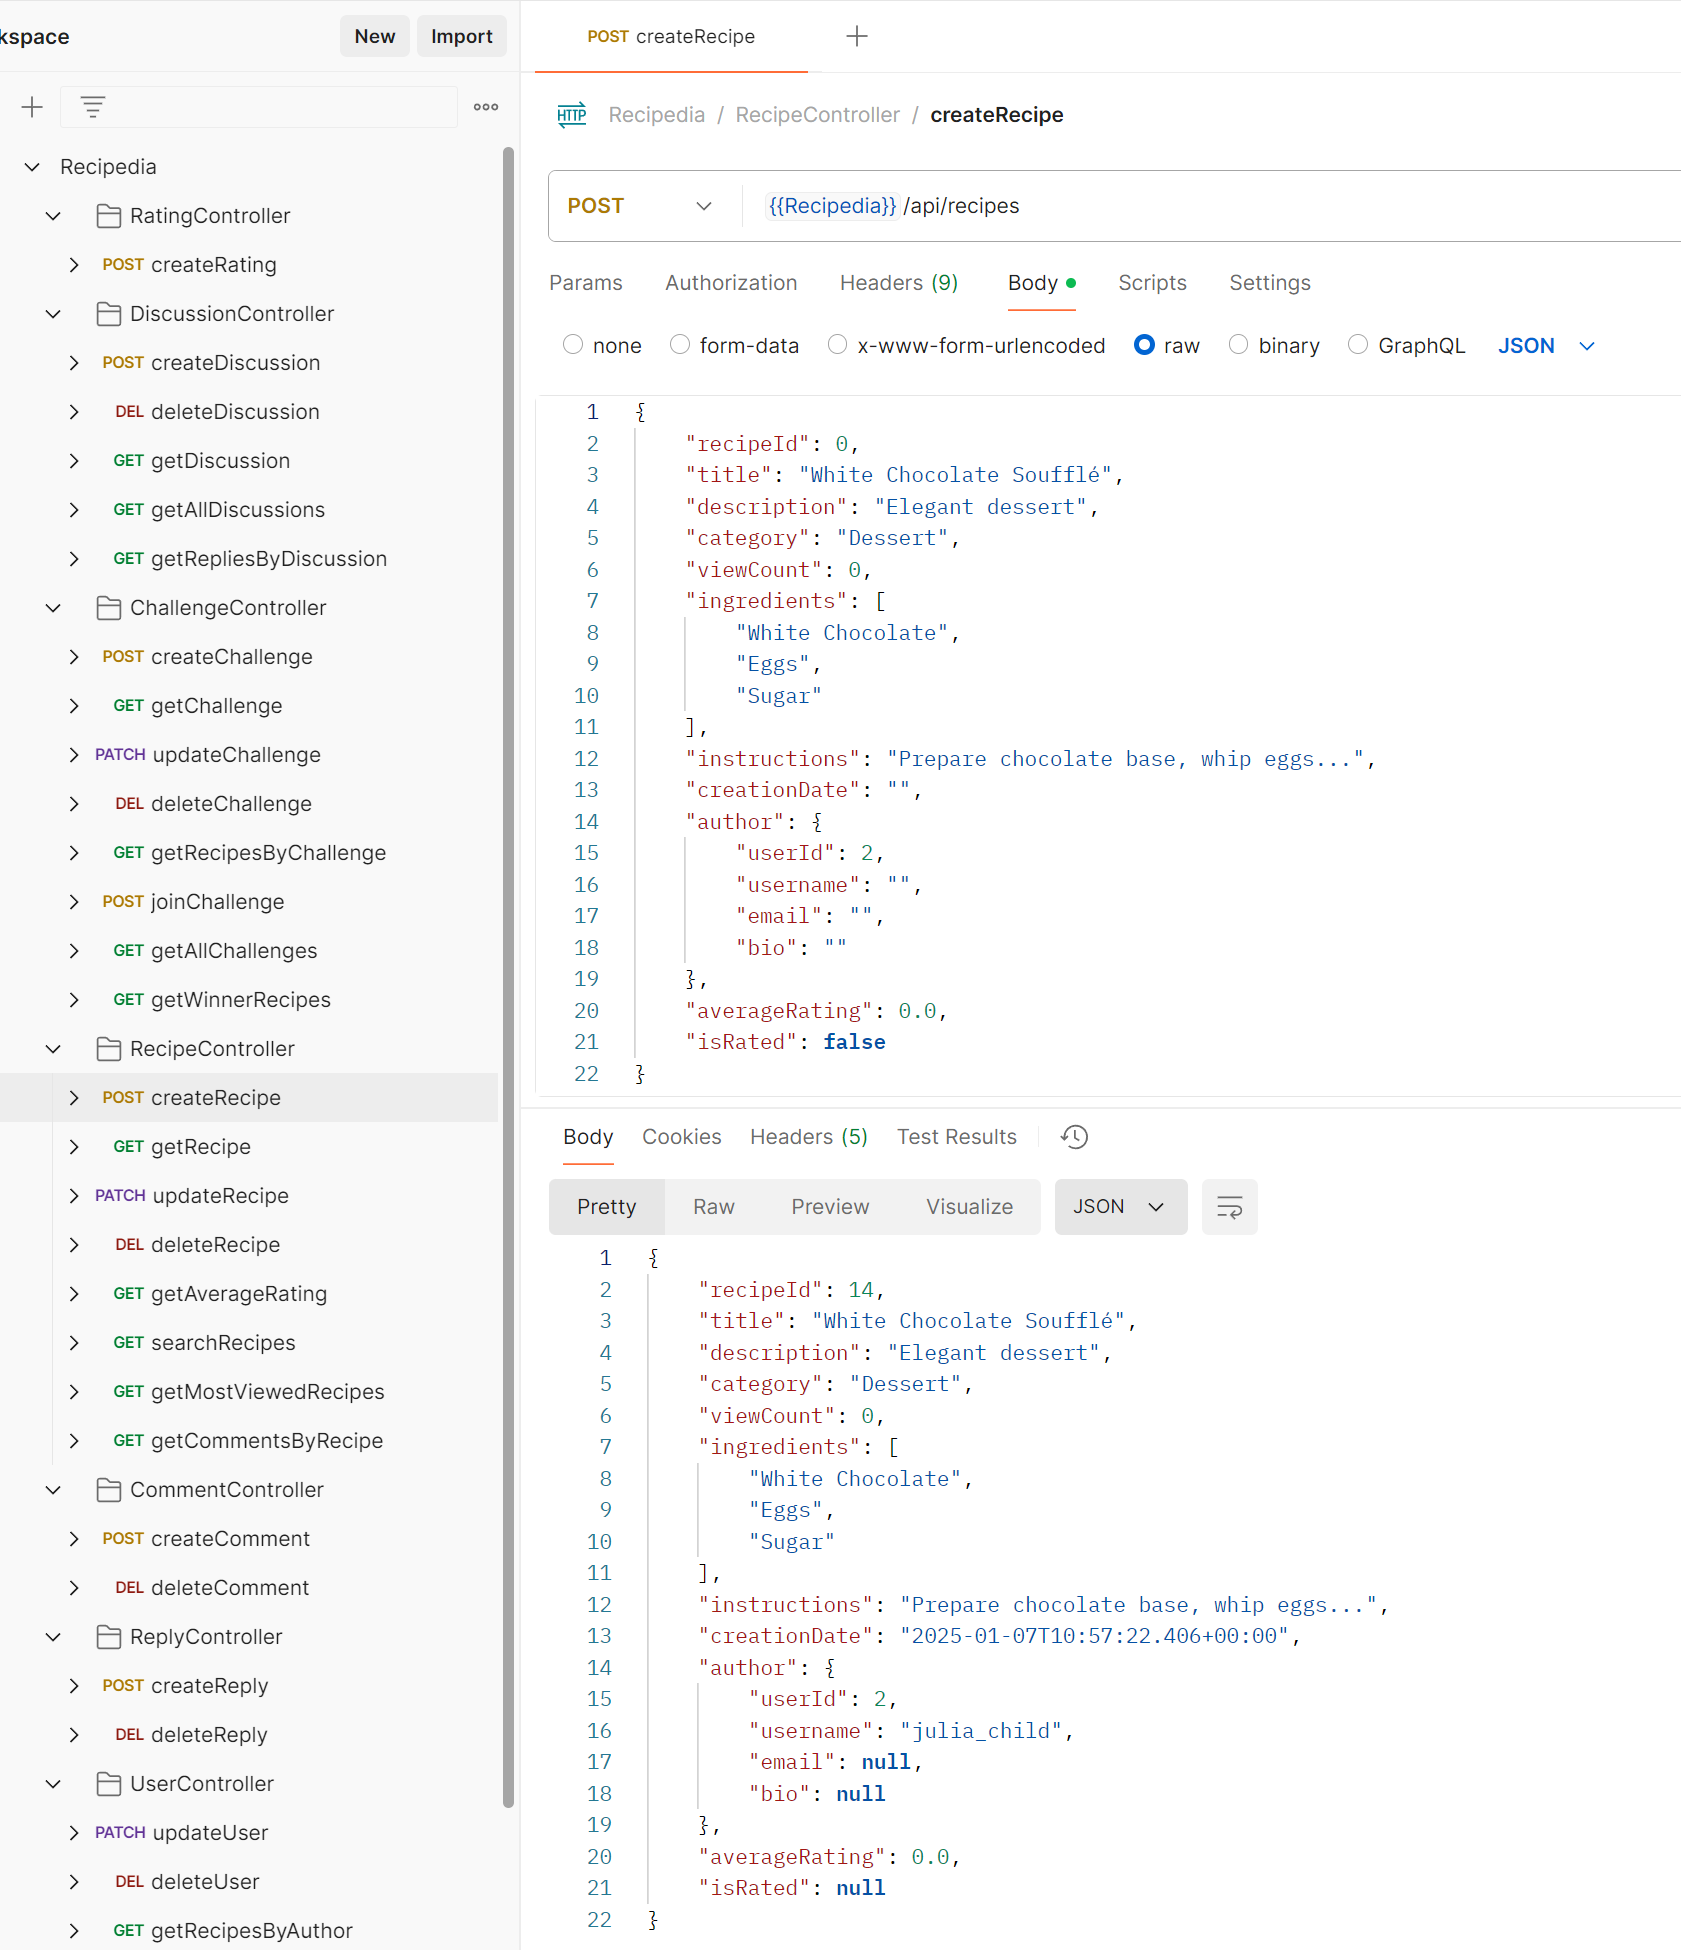 kspace
New
Import
Recipedia
RatingController
POST createRating
DiscussionController
POST createDiscussion
DEL deleteDiscussion
GET getDiscussion
GET getAllDiscussions
GET getRepliesByDiscussion
ChallengeController
POST createChallenge
GET getChallenge
PATCH updateChallenge
DEL deleteChallenge
GET getRecipesByChallenge
POST joinChallenge
GET getAllChallenges
GET getWinnerRecipes
RecipeController
POST createRecipe
GET getRecipe
PATCH updateRecipe
DEL deleteRecipe
GET getAverageRating
GET searchRecipes
GET getMostViewedRecipes
GET getCommentsByRecipe
CommentController
POST createComment
DEL deleteComment
ReplyController
POST createReply
DEL deleteReply
UserController
PATCH updateUser
DEL deleteUser
GET getRecipesByAuthor
POST createRecipe
HTTP Recipedia / RecipeController / createRecipe
POST {{Recipedia}} /api/recipes
Params Authorization Headers (9) Body Scripts Settings
none form-data x-www-form-urlencoded raw binary GraphQL JSON
1 {
2 "recipeId": 0,
3 "title": "White Chocolate Soufflé",
4 "description": "Elegant dessert",
5 "category": "Dessert",
6 "viewCount": 0,
7 "ingredients": [
8 "White Chocolate",
9 "Eggs",
10 "Sugar"
11 ],
12 "instructions": "Prepare chocolate base, whip eggs...",
13 "creationDate": "",
14 "author": {
15 "userId": 2,
16 "username": "",
17 "email": "",
18 "bio": ""
19 },
20 "averageRating": 0.0,
21 "isRated": false
22 }
Body Cookies Headers (5) Test Results
Pretty Raw Preview Visualize JSON
1 {
2 "recipeId": 14,
3 "title": "White Chocolate Soufflé",
4 "description": "Elegant dessert",
5 "category": "Dessert",
6 "viewCount": 0,
7 "ingredients": [
8 "White Chocolate",
9 "Eggs",
10 "Sugar"
11 ],
12 "instructions": "Prepare chocolate base, whip eggs...",
13 "creationDate": "2025-01-07T10:57:22.406+00:00",
14 "author": {
15 "userId": 2,
16 "username": "julia_child",
17 "email": null,
18 "bio": null
19 },
20 "averageRating": 0.0,
21 "isRated": null
22 }